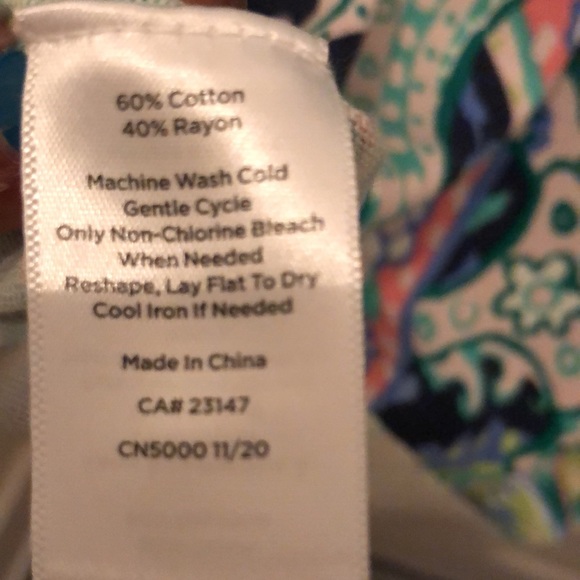 60% Cotton
40% Rayon
Machine Wash Cold
Gentle Cycle
Only Non-Chlorine Bleach
When Needed
Reshape, Lay Flat To Dry
Cool Iron If Needed
Made In China
CA# 23147
CN5000 11/20